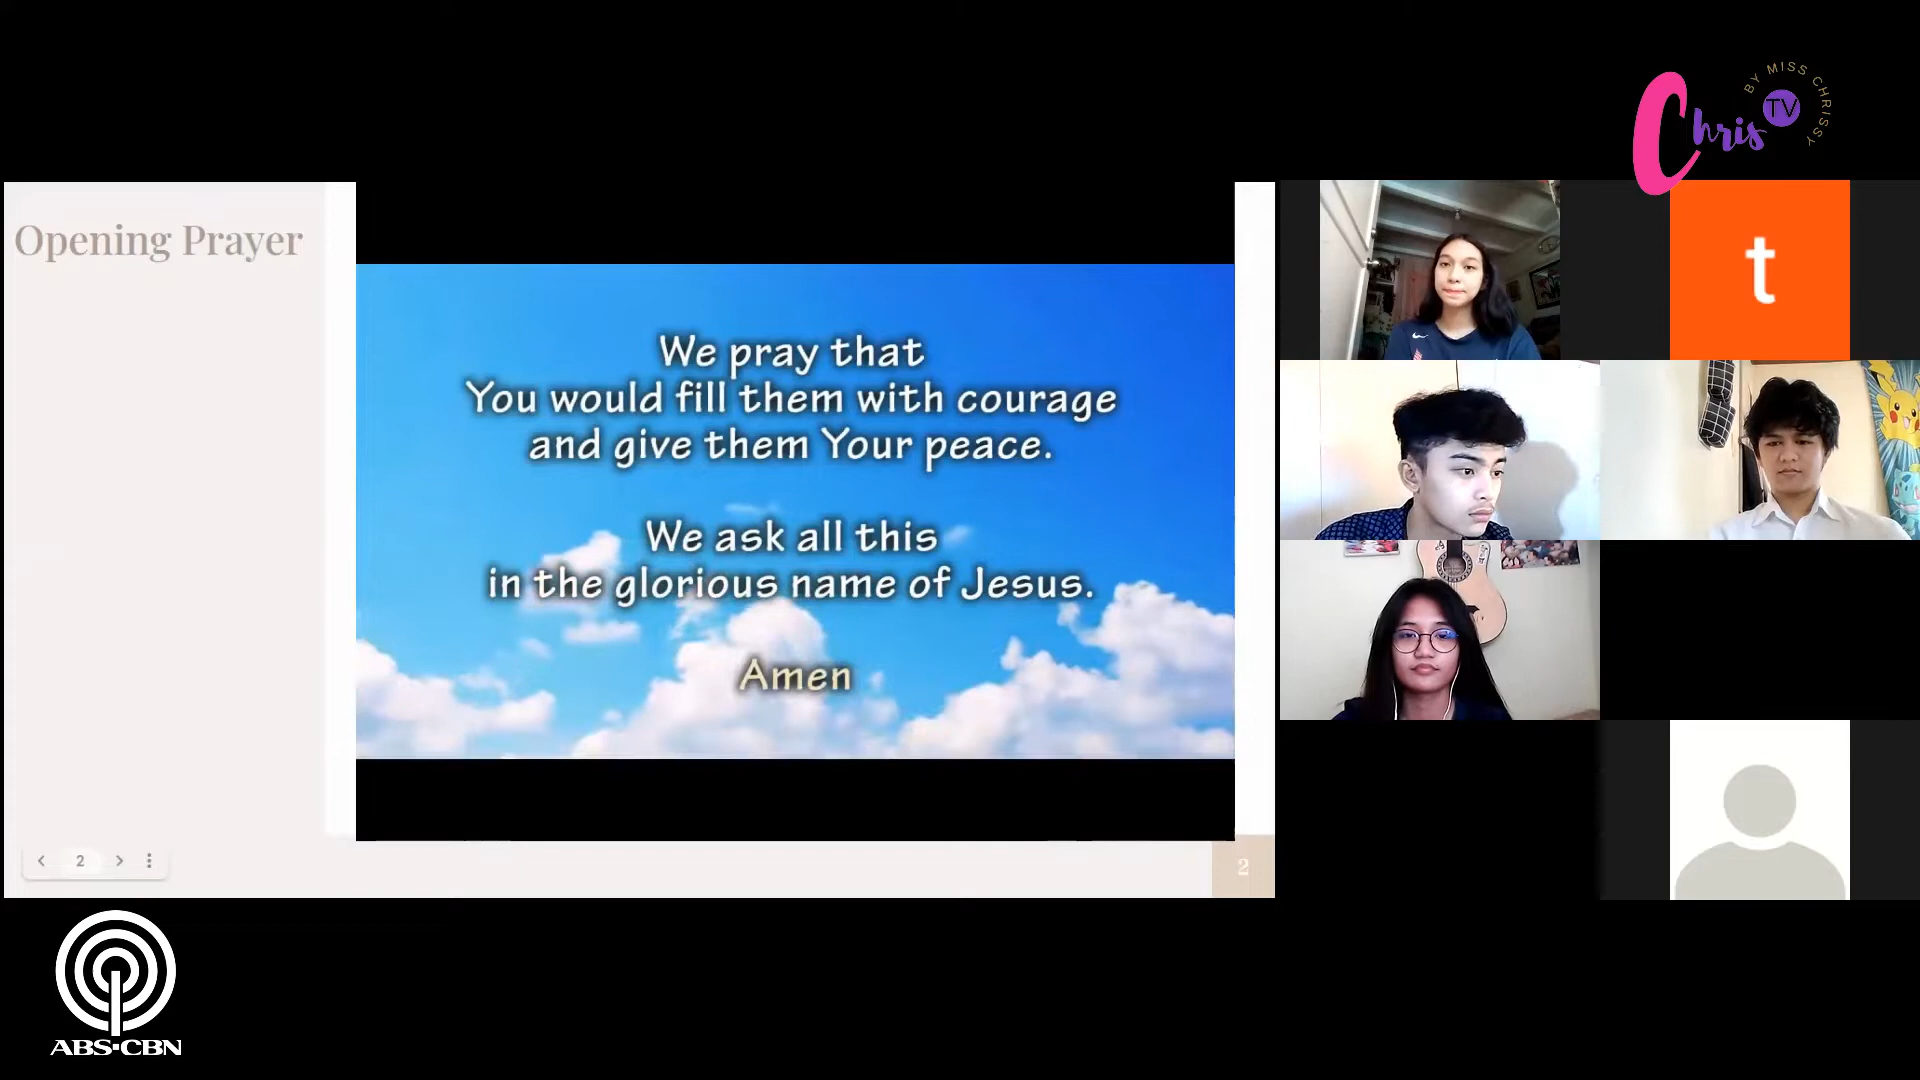 BY MISS CHRISSY
Chris TV
Opening Prayer
We pray that
You would fill them with courage
and give them Your peace.
We ask all this
in the glorious name of Jesus.
Amen
t
2
2
ABS-CBN